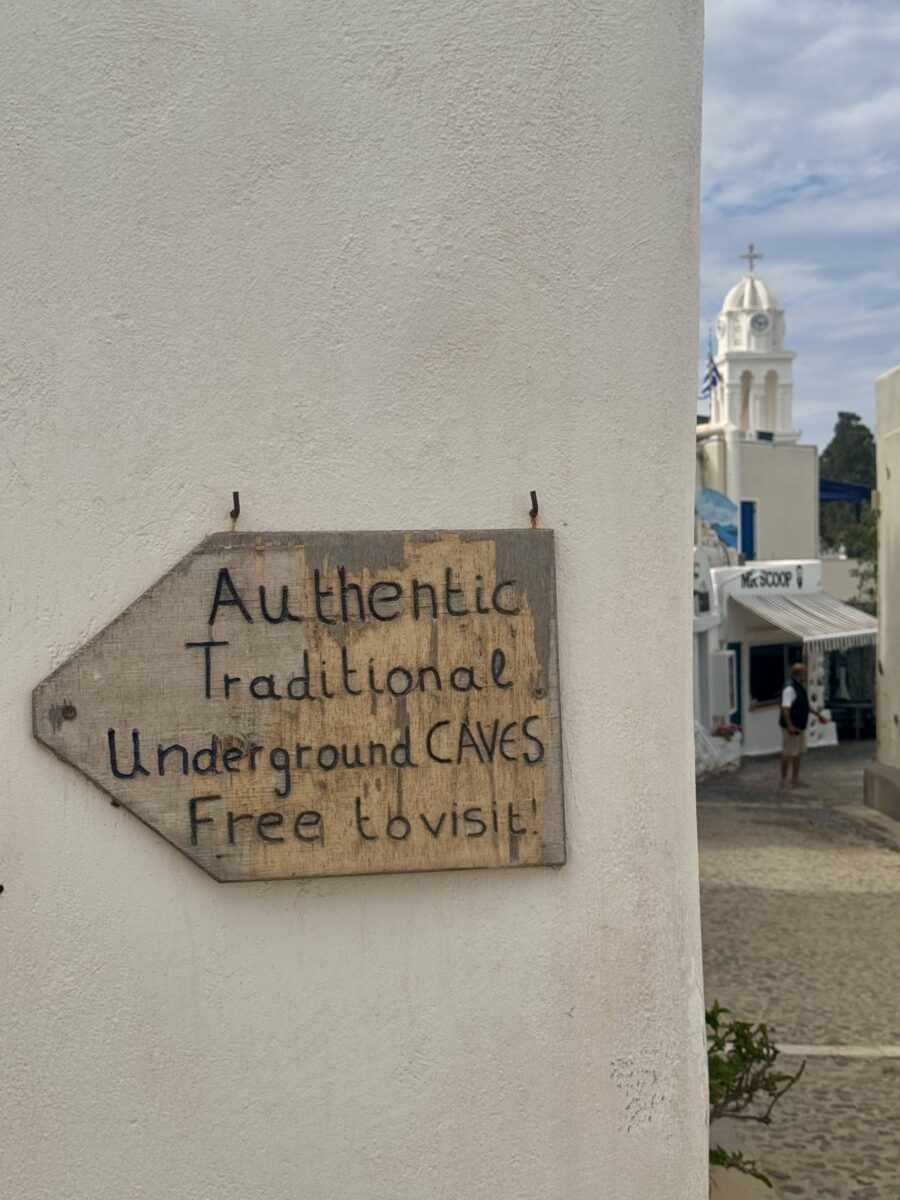 Authentic
Traditional
Underground CAVES
Free to visit!
MR SCOOP